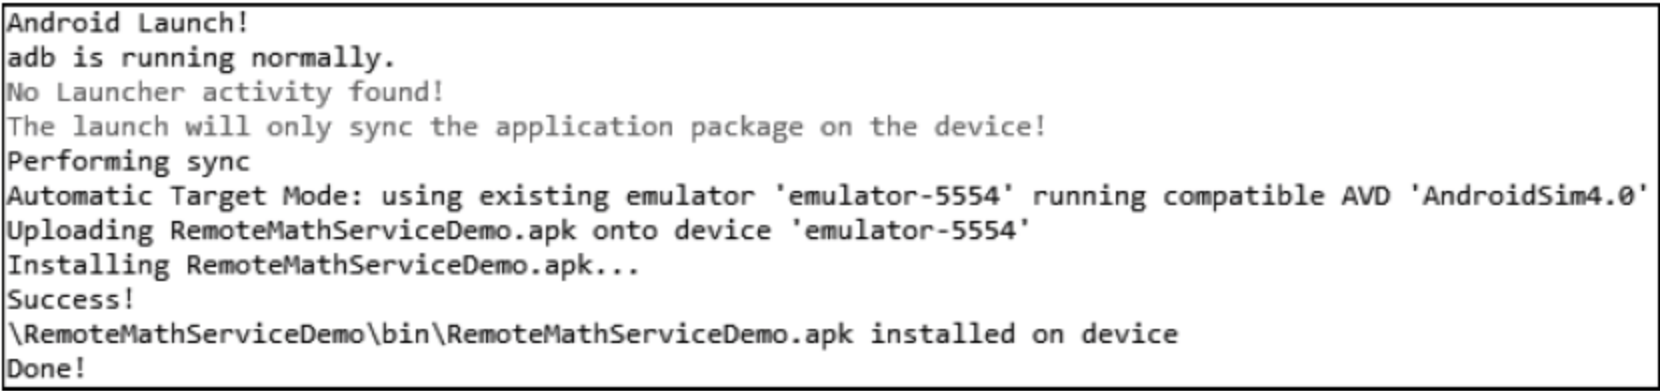 Android Launch!
adb is running normally.
No Launcher activity found!
The launch will only sync the application package on the device!
Performing sync
Automatic Target Mode: using existing emulator 'emulator-5554' running compatible AVD 'AndroidSim4.0'
Uploading RemoteMathServiceDemo.apk onto device 'emulator-5554'
Installing RemoteMathServiceDemo.apk...
Success!
\RemoteMathServiceDemo\bin\RemoteMathServiceDemo.apk installed on device
Done!